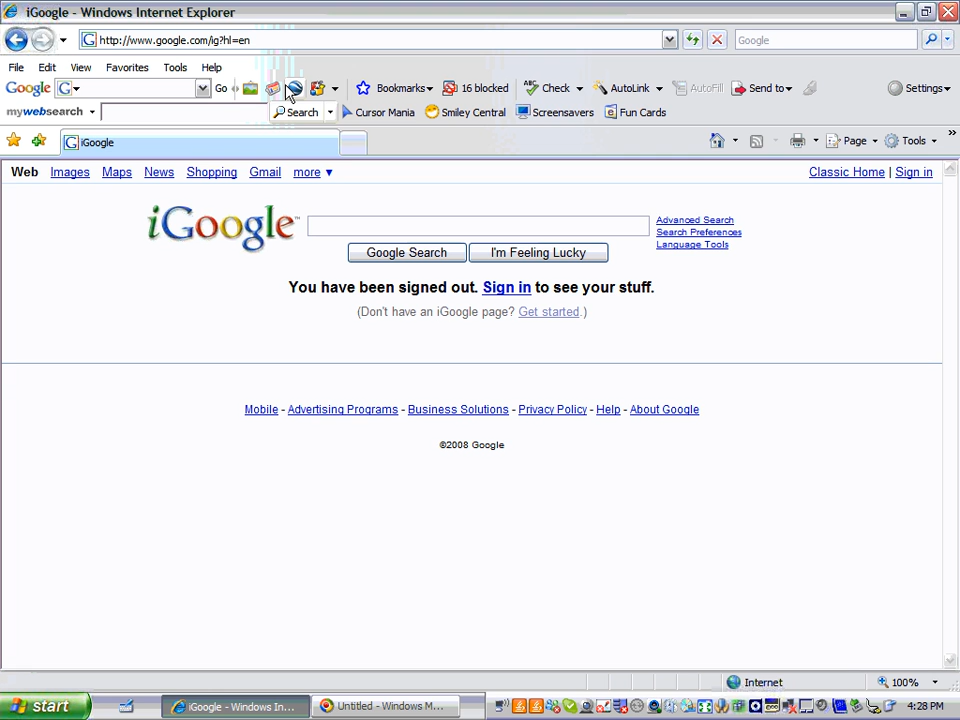 iGoogle - Windows Internet Explorer
http://www.google.com/ig?hl=en
Google
File Edit View Favorites Tools Help
Google G Go Bookmarks 16 blocked Check AutoLink AutoFill Send to Settings
mywebsearch Search Cursor Mania Smiley Central Screensavers Fun Cards
iGoogle Page Tools
Web Images Maps News Shopping Gmail more ▼ Classic Home | Sign in
iGoogle™
Advanced Search
Search Preferences
Language Tools
Google Search I'm Feeling Lucky
You have been signed out. Sign in to see your stuff.
(Don't have an iGoogle page? Get started.)
Mobile - Advertising Programs - Business Solutions - Privacy Policy - Help - About Google
©2008 Google
Internet 100%
start iGoogle - Windows In... Untitled - Windows M... 4:28 PM